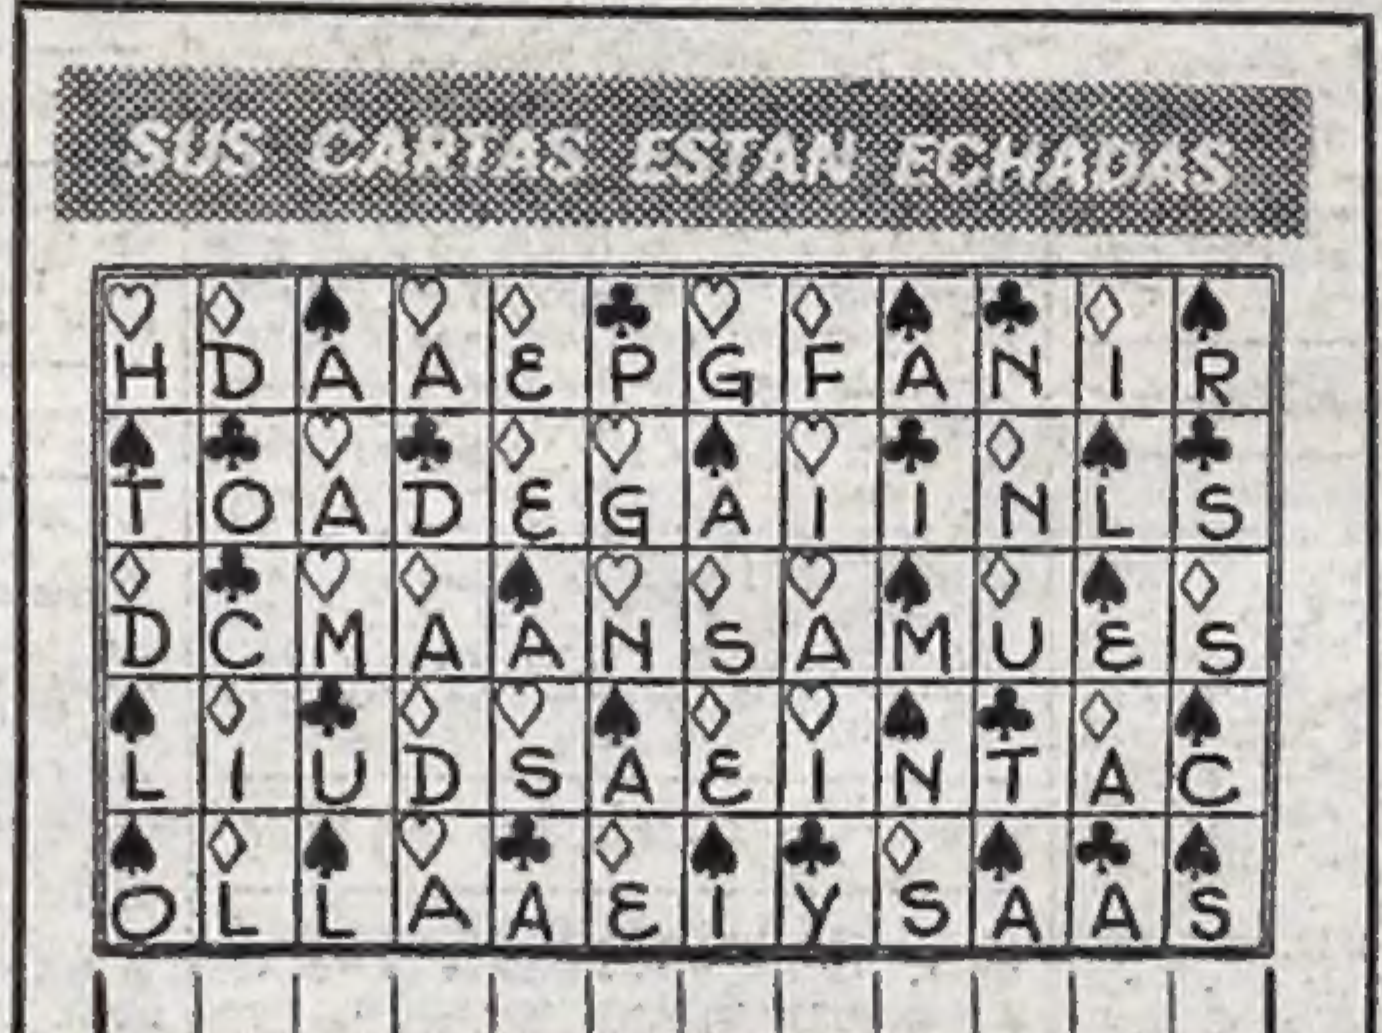 SUS CARTAS ESTAN ECHADAS
H D A A E P G F A N I R
T O A D E G A I I N L S
D C M A A N S A M U E S
L I U D S A E I N T A C
O L L A A E I Y S A A S